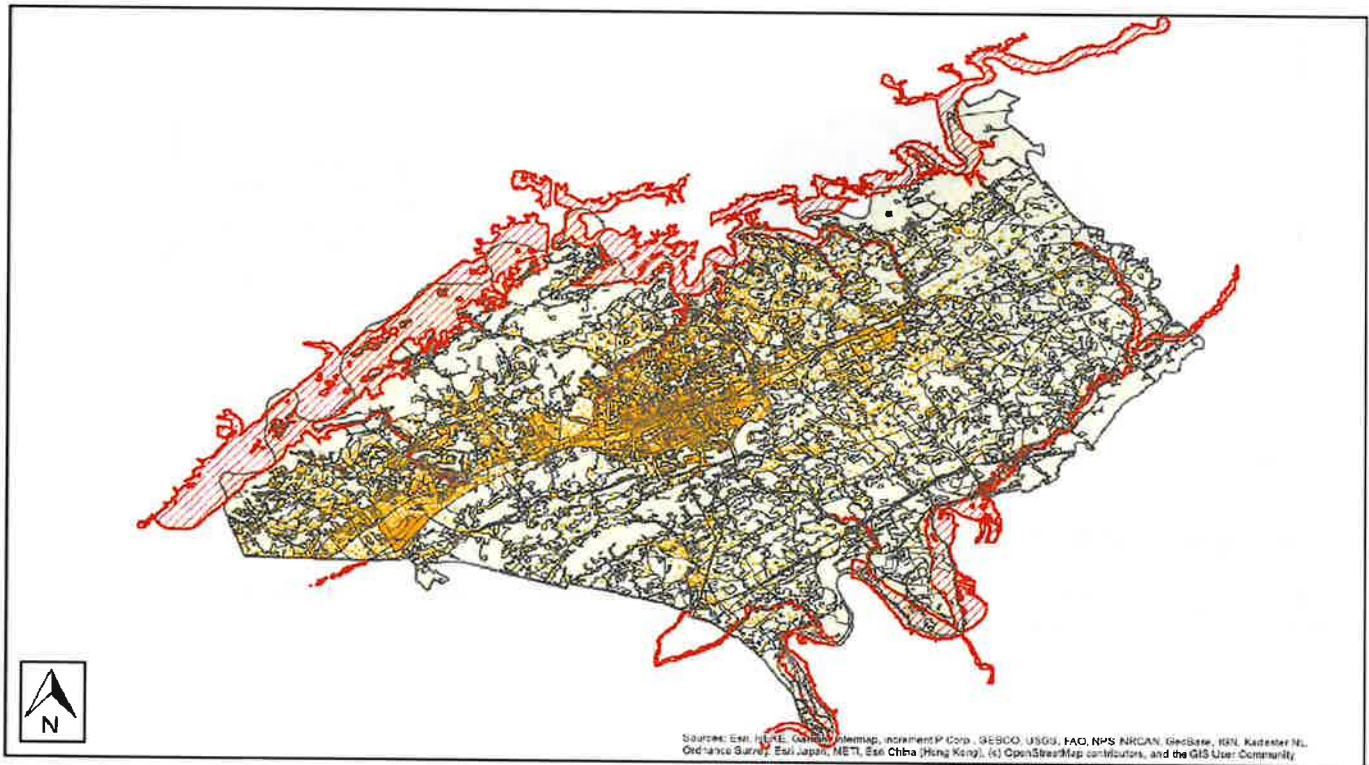 N
Sources: Esri, HERE, Garmin, Intermap, increment P Corp., GEBCO, USGS, FAO, NPS, NRCAN, GeoBase, IGN, Kadaster NL,
Ordnance Survey, Esri Japan, METI, Esri China (Hong Kong), (c) OpenStreetMap contributors, and the GIS User Community